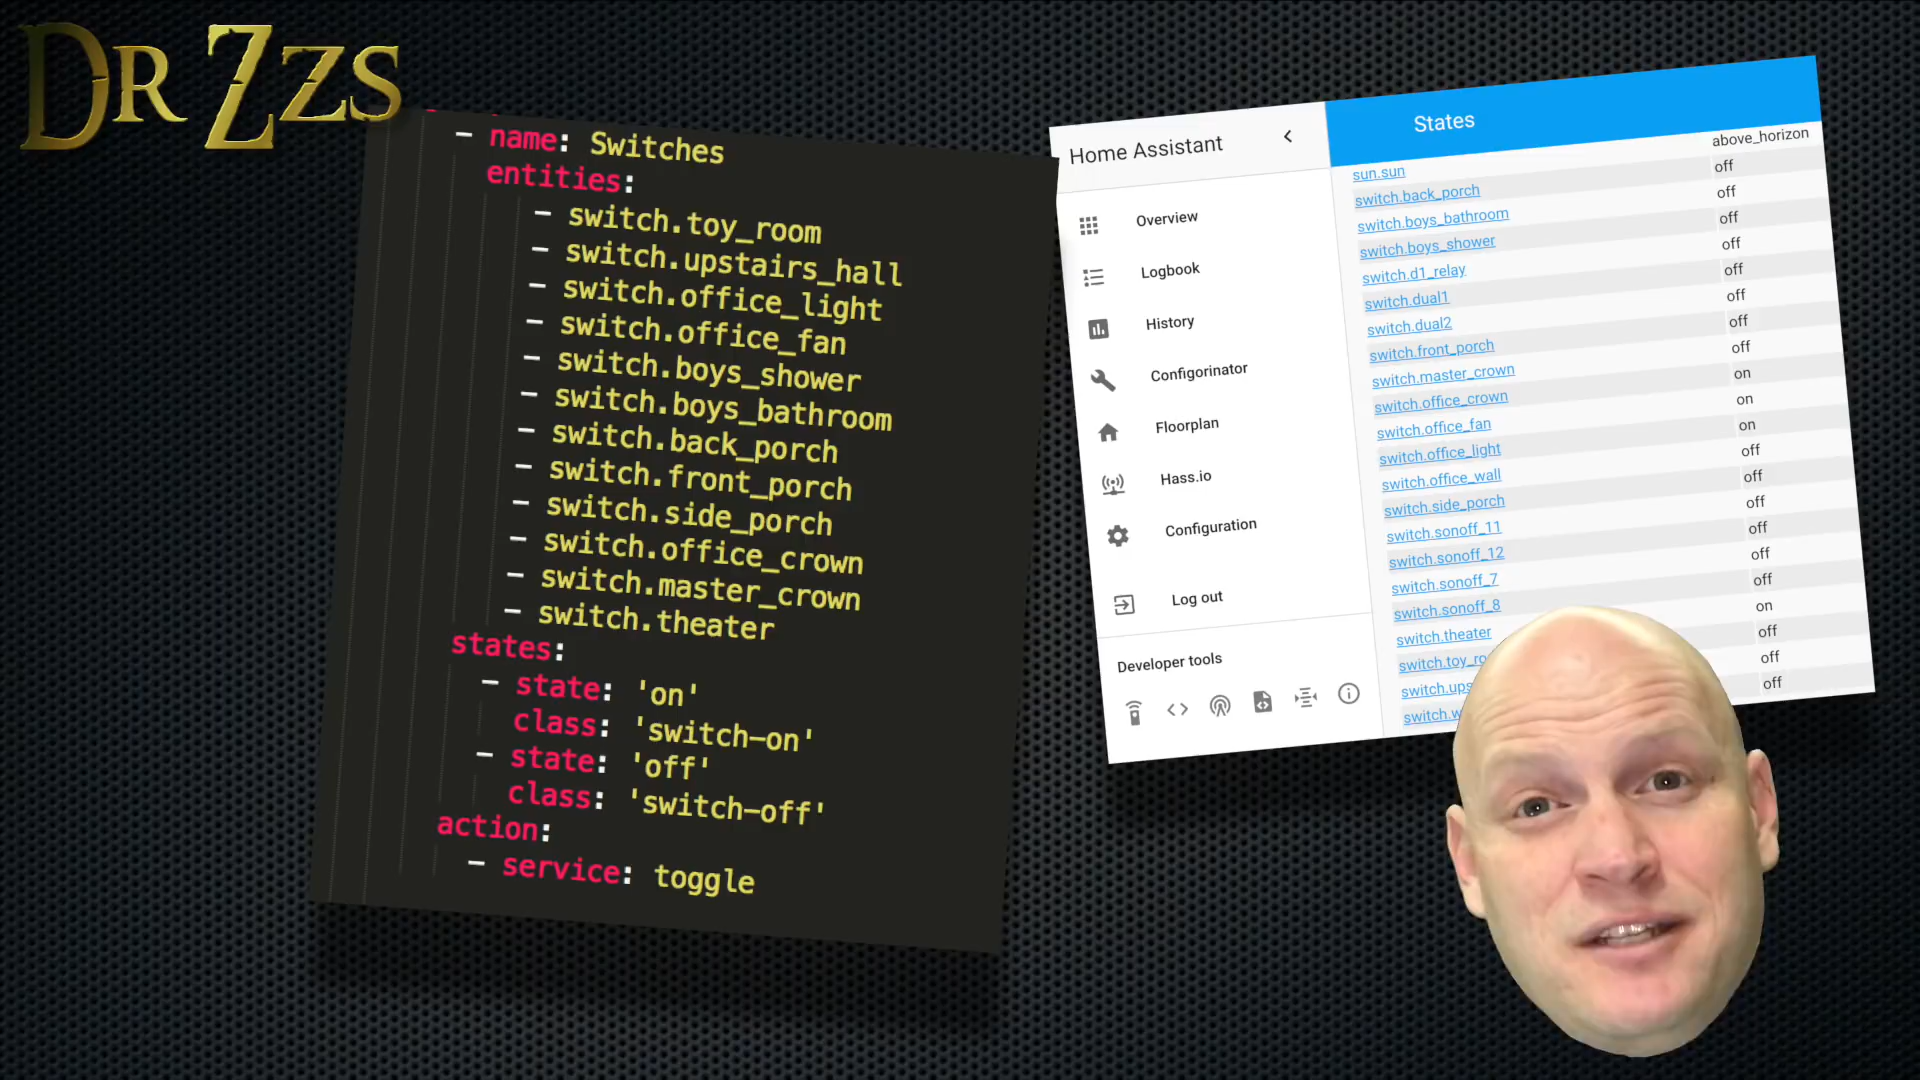 DR ZZS
- name: Switches
entities:
- switch.toy_room
- switch.upstairs_hall
- switch.office_light
- switch.office_fan
- switch.boys_shower
- switch.boys_bathroom
- switch.back_porch
- switch.front_porch
- switch.side_porch
- switch.office_crown
- switch.master_crown
- switch.theater
states:
- state: 'on'
class: 'switch-on'
- state: 'off'
class: 'switch-off'
action:
- service: toggle
Home Assistant
Overview
Logbook
History
Configorinator
Floorplan
Hass.io
Configuration
Log out
Developer tools
States
sun.sun above_horizon
switch.back_porch off
switch.boys_bathroom off
switch.boys_shower off
switch.d1_relay off
switch.dual1 off
switch.dual2 off
switch.front_porch off
switch.master_crown off
switch.office_crown on
switch.office_fan on
switch.office_light on
switch.office_wall off
switch.side_porch off
switch.sonoff_11 off
switch.sonoff_12 off
switch.sonoff_7 off
switch.sonoff_8 off
switch.theater on
switch.toy_ro off
switch.ups off
switch.w off